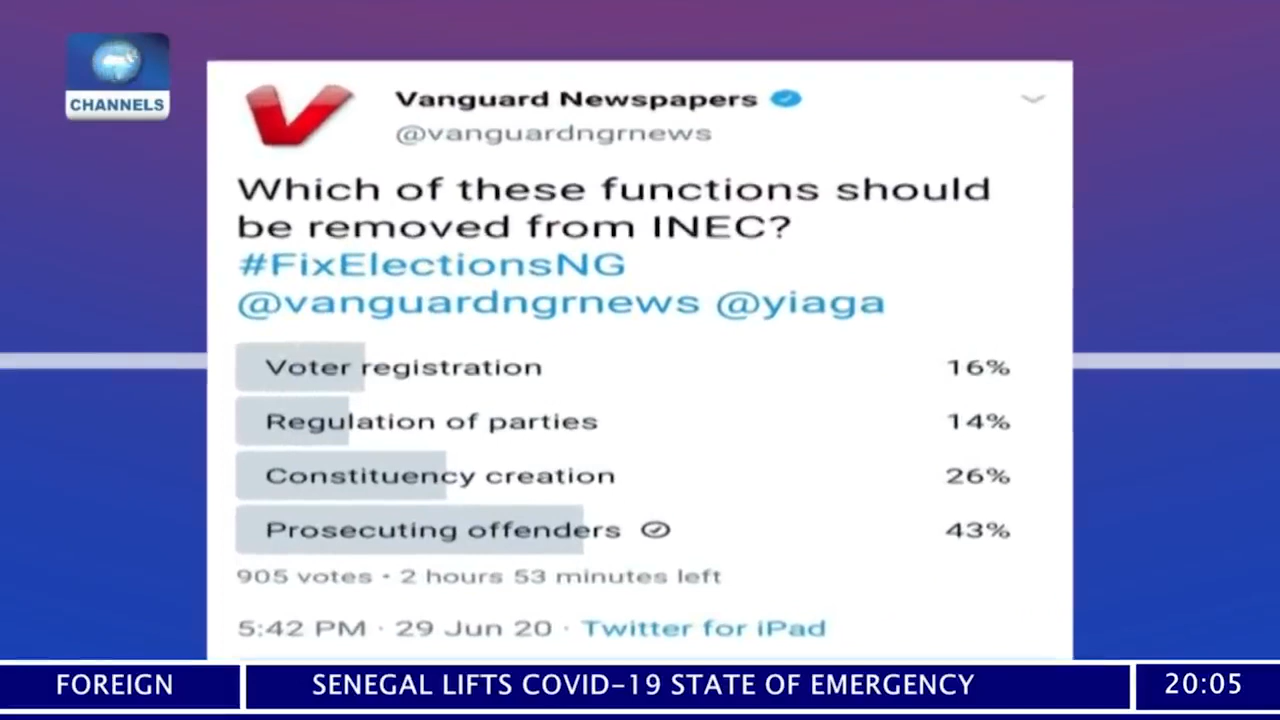 CHANNELS
Vanguard Newspapers
@vanguardngrnews
Which of these functions should
be removed from INEC?
#FixElectionsNG
@vanguardngrnews @yiaga
Voter registration 16%
Regulation of parties 14%
Constituency creation 26%
Prosecuting offenders 43%
905 votes · 2 hours 53 minutes left
5:42 PM · 29 Jun 20 · Twitter for iPad
FOREIGN SENEGAL LIFTS COVID-19 STATE OF EMERGENCY 20:05